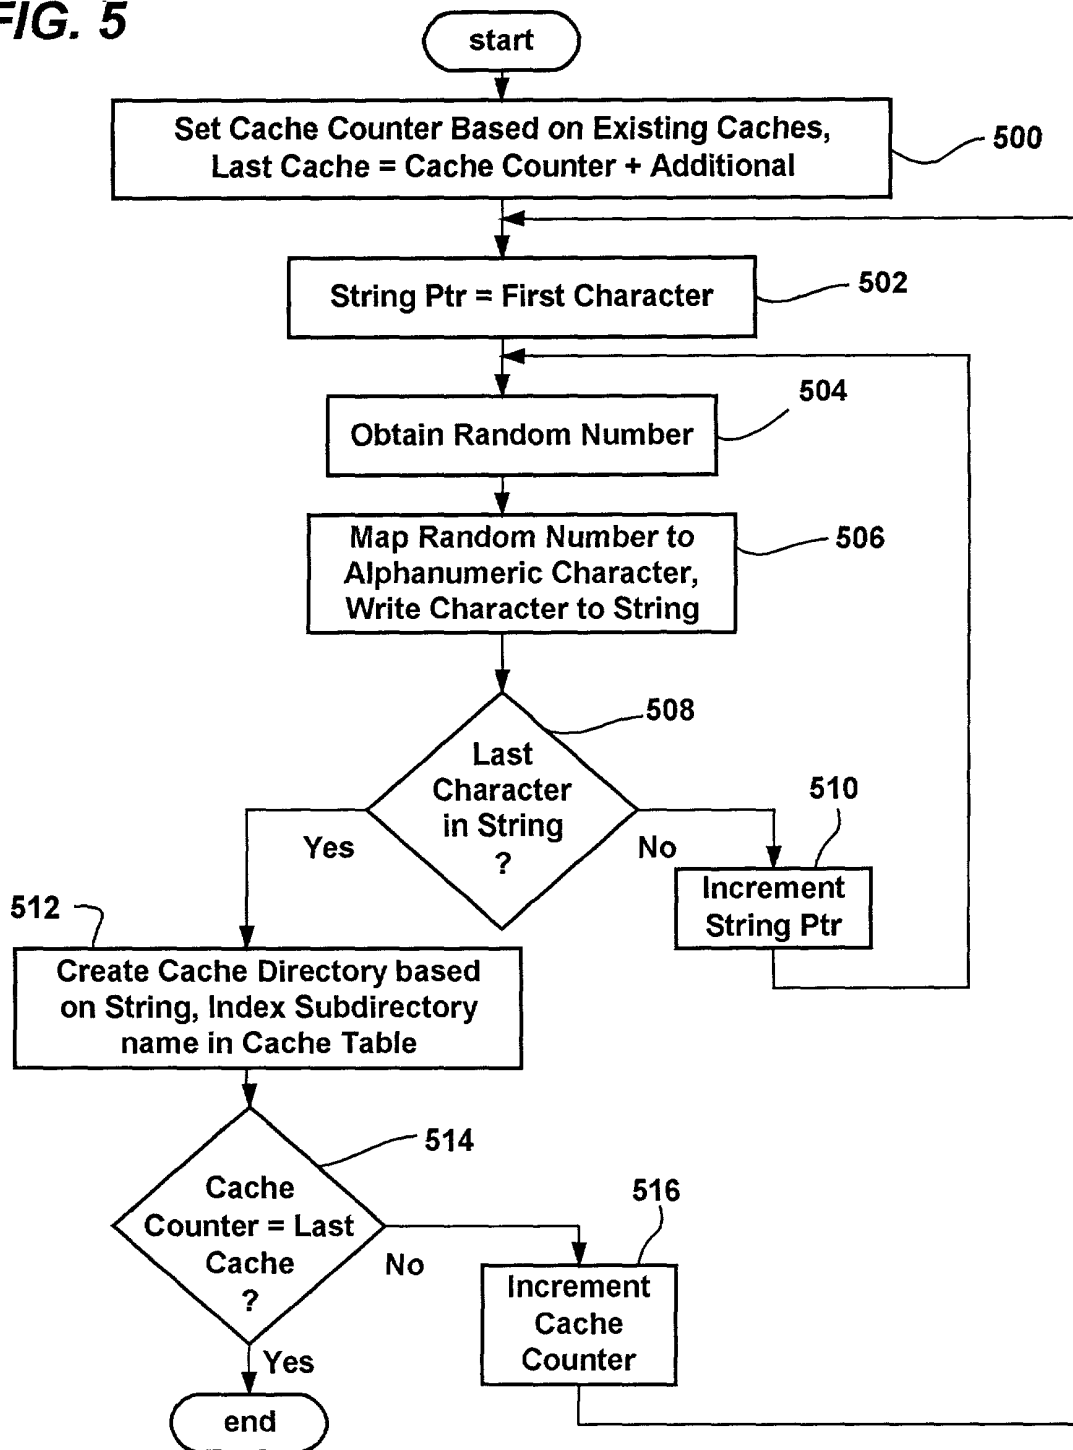 FIG. 5
start
Set Cache Counter Based on Existing Caches,
Last Cache = Cache Counter + Additional
500
String Ptr = First Character
502
504
Obtain Random Number
Map Random Number to
Alphanumeric Character,
Write Character to String
506
508
Last
Character
in String
?
Yes
No
510
Increment
String Ptr
512
Create Cache Directory based
on String, Index Subdirectory
name in Cache Table
514
Cache
Counter = Last
Cache
?
No
516
Increment
Cache
Counter
Yes
end